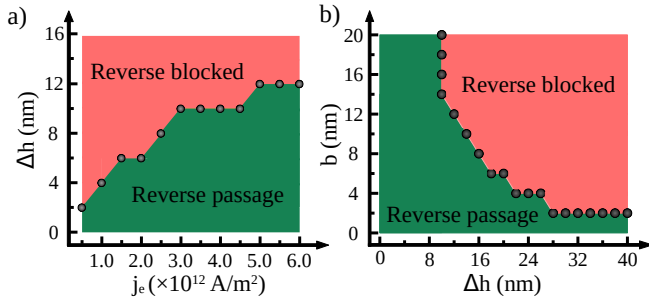 a)
Δh (nm)
16
12
8
4
0
Reverse blocked
Reverse passage
1.0 2.0 3.0 4.0 5.0 6.0
jₑ (×10¹² A/m²)
b)
b (nm)
20
16
12
8
4
0
Reverse blocked
Reverse passage
0 8 16 24 32 40
Δh (nm)